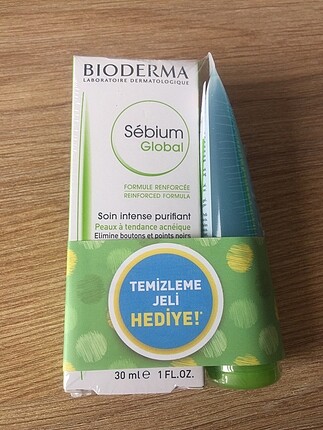 BIODERMA
LABORATOIRE DERMATOLOGIQUE
Sébium
Global
FORMULE RENFORCÉE
REINFORCED FORMULA
Soin intense purifiant
Peaux à tendance acnéique
Elimine boutons et points noirs
TEMİZLEME
JELİ
HEDİYE!*
30 ml e 1 FL.OZ.